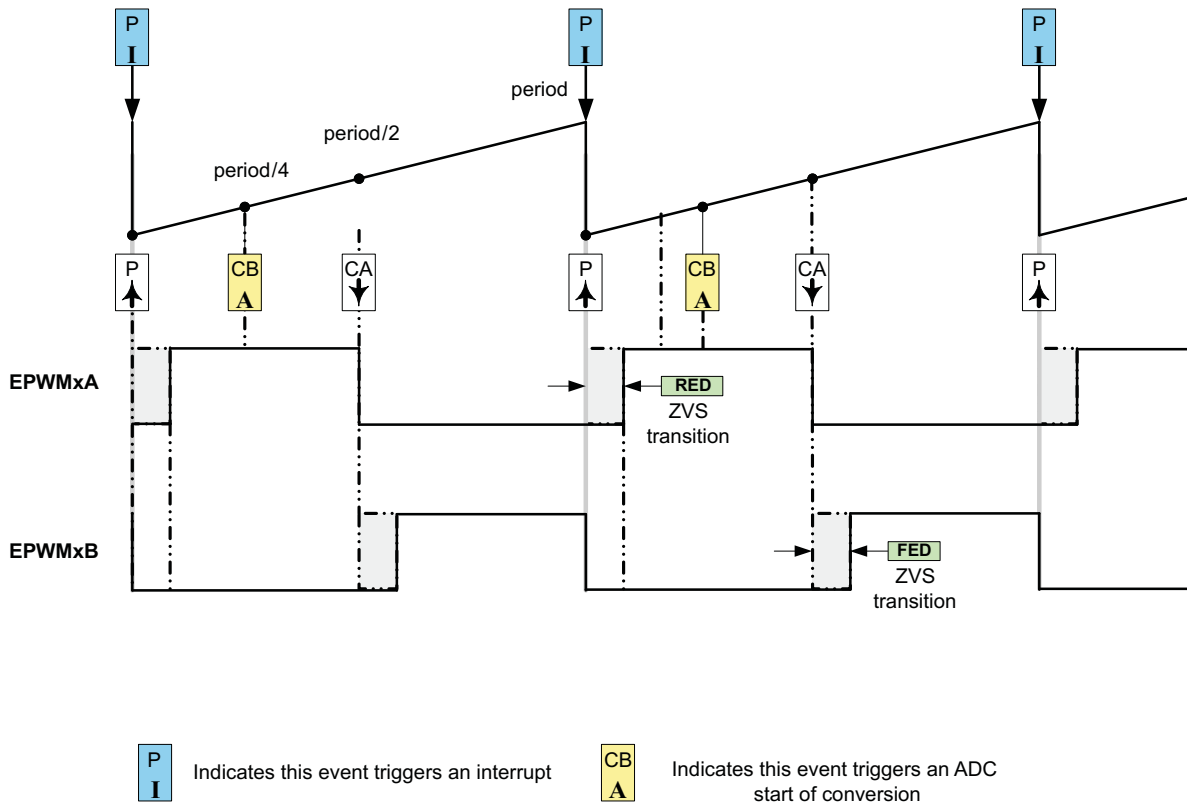 P
I
P
I
P
I
period
period/2
period/4
P
CB
A
CA
P
CB
A
CA
P
EPWMxA
RED
ZVS
transition
EPWMxB
FED
ZVS
transition
P
I
Indicates this event triggers an interrupt
CB
A
Indicates this event triggers an ADC
start of conversion